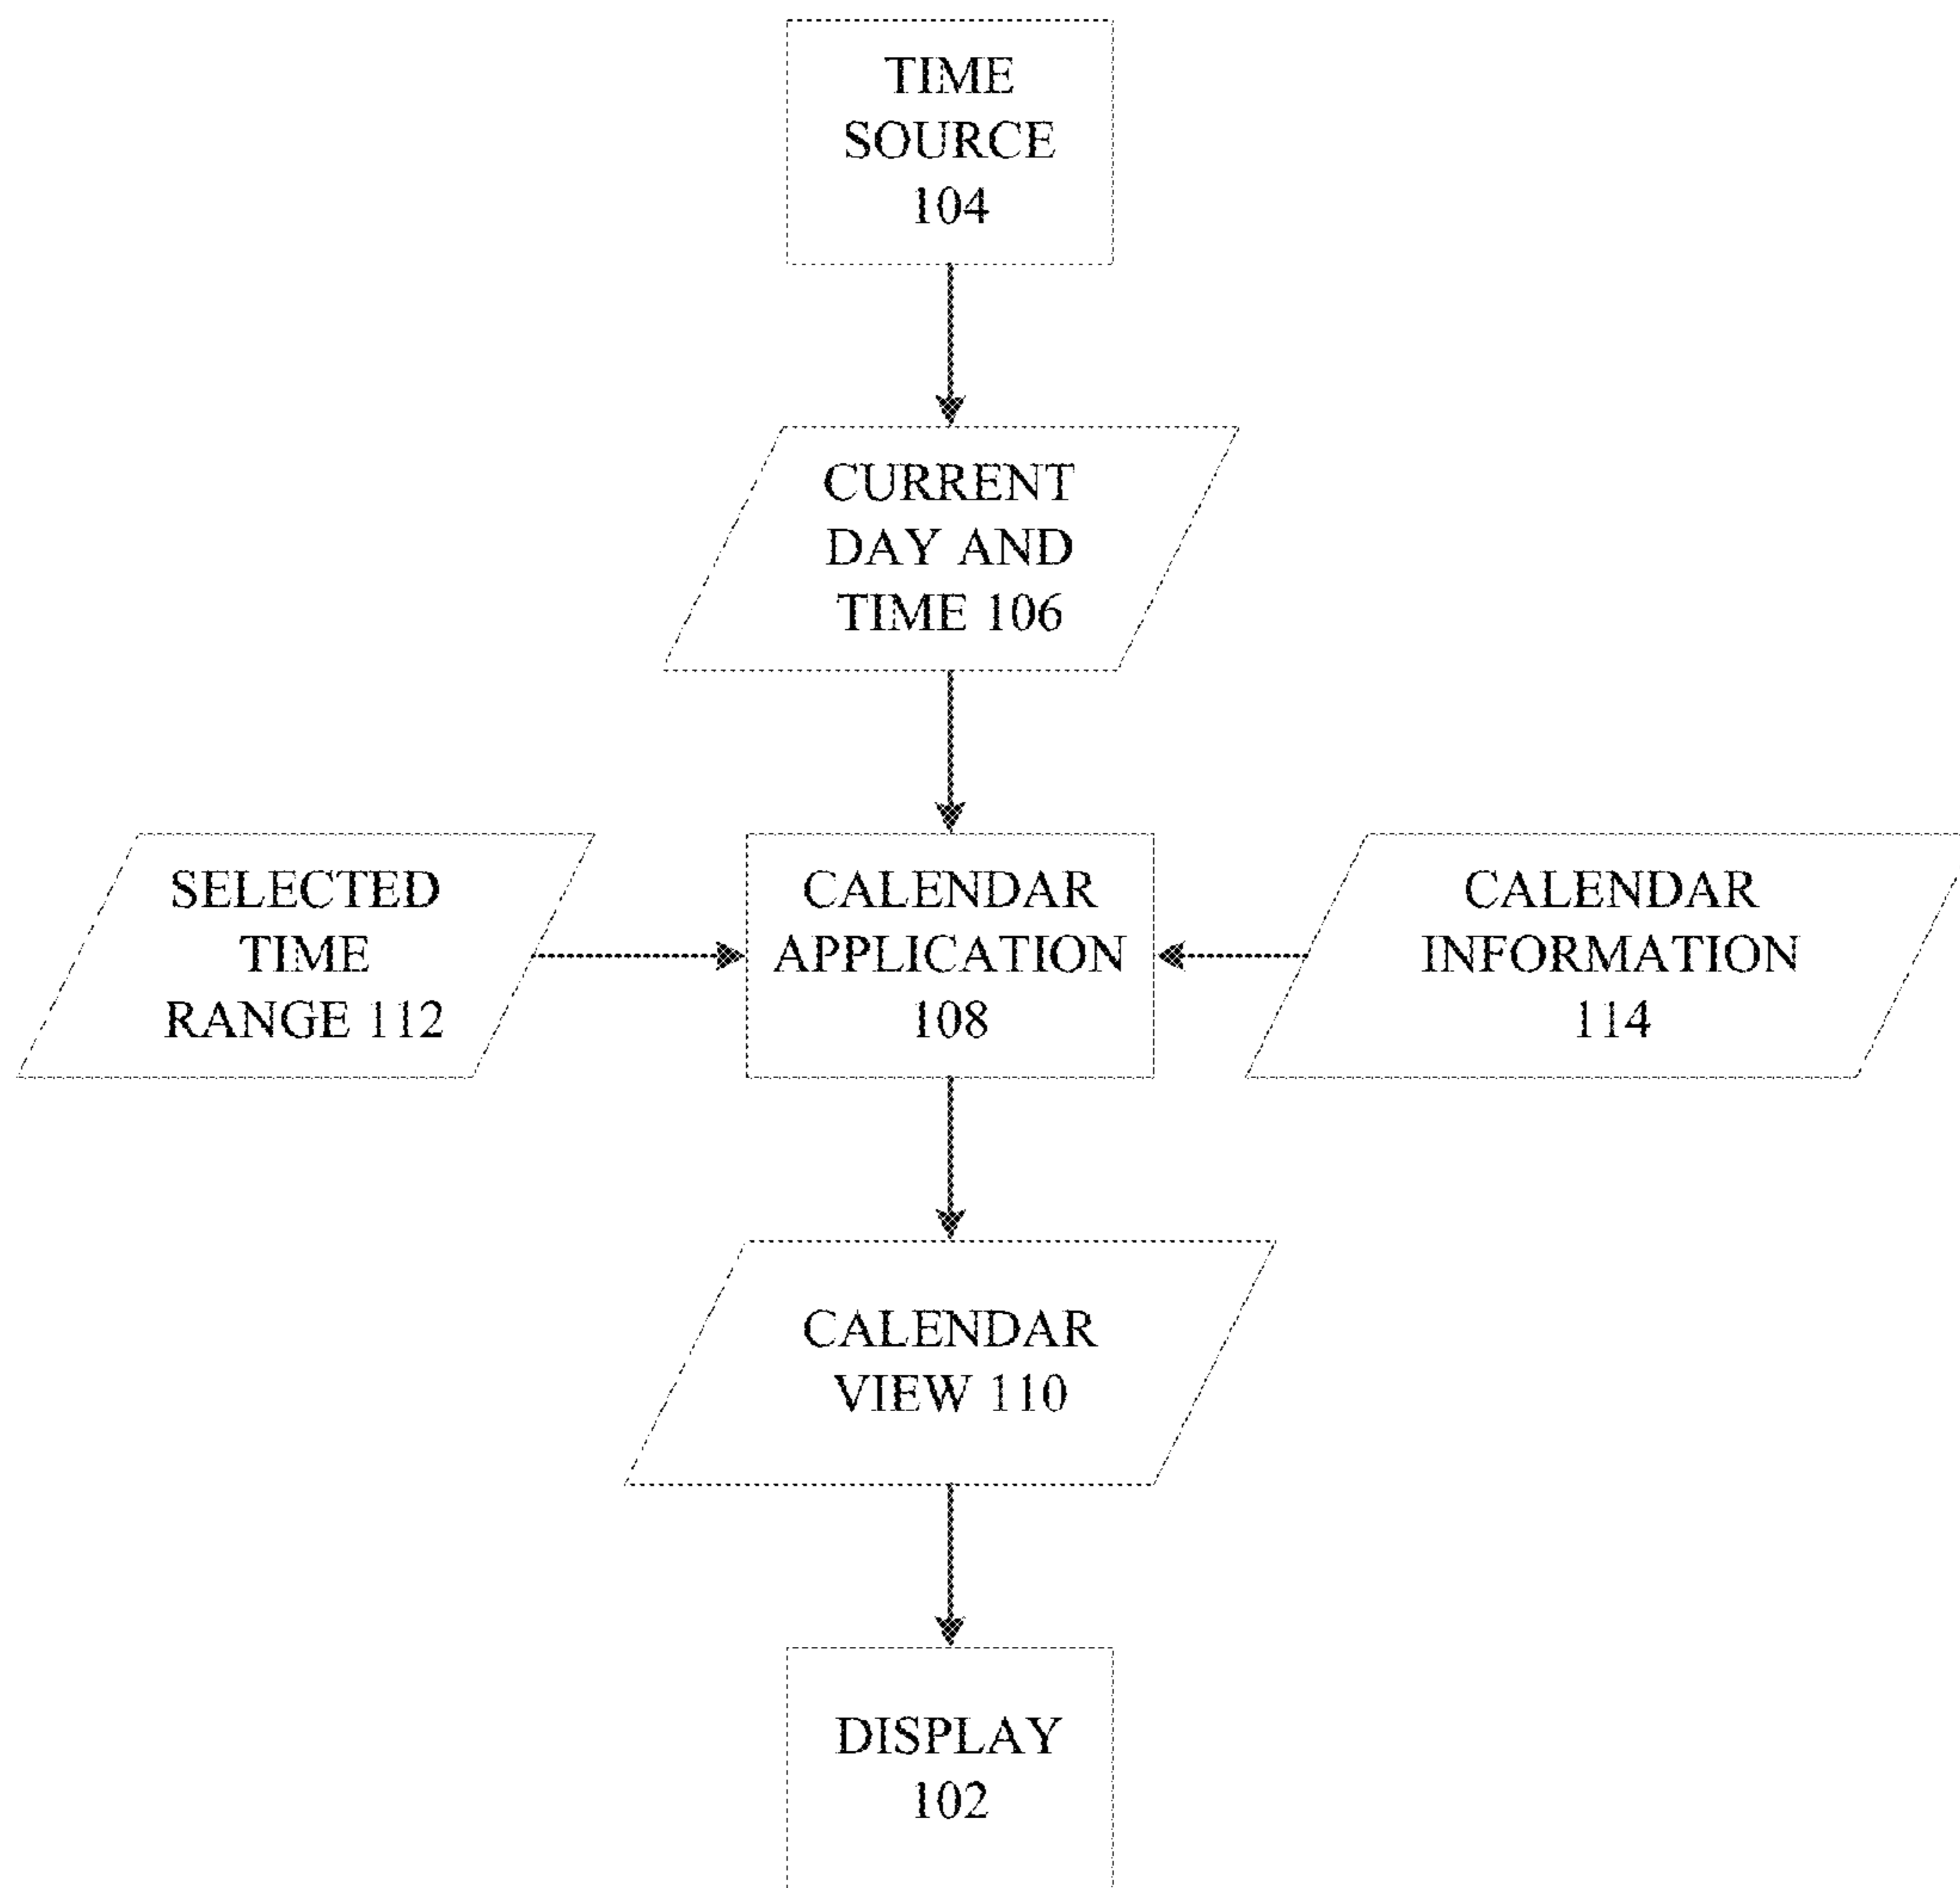 TIME
SOURCE
104
CURRENT
DAY AND
TIME 106
SELECTED
TIME
RANGE 112
CALENDAR
APPLICATION
108
CALENDAR
INFORMATION
114
CALENDAR
VIEW 110
DISPLAY
102